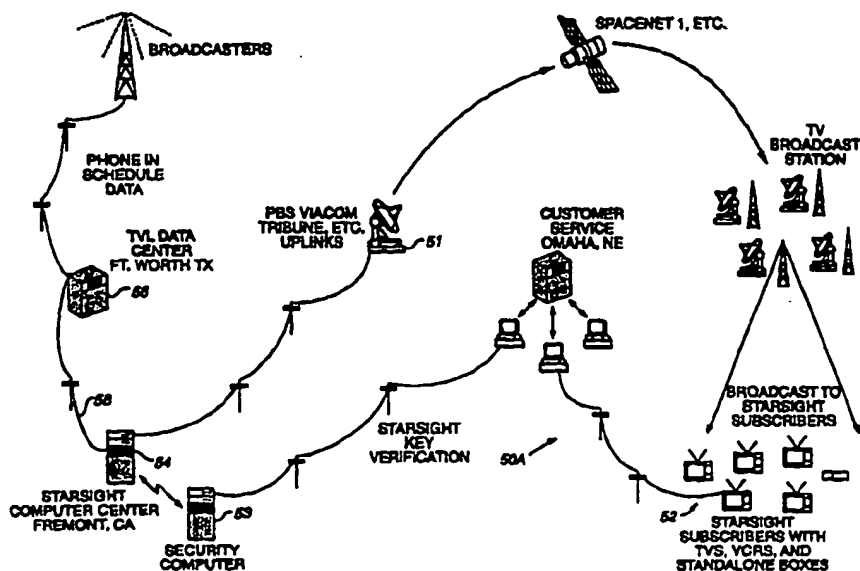 BROADCASTERS
SPACENET 1, ETC.
TV
BROADCAST
STATION
PHONE IN
SCHEDULE
DATA
TVL DATA
CENTER
FT. WORTH TX
56
PBS VIACOM
TRIBUNE, ETC.
UPLINKS
51
CUSTOMER
SERVICE
OMAHA, NE
58
54
STARSIGHT
COMPUTER CENTER
FREMONT, CA
53
SECURITY
COMPUTER
STARSIGHT
KEY
VERIFICATION
50A
BROADCAST TO
STARSIGHT
SUBSCRIBERS
52
STARSIGHT
SUBSCRIBERS WITH
TVS, VCRS, AND
STANDALONE BOXES